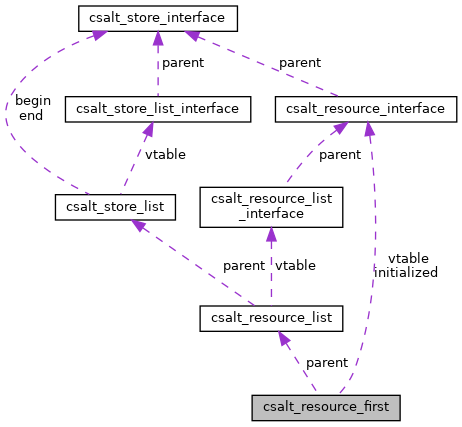 csalt_store_interface
parent
parent
begin
end
csalt_store_list_interface
csalt_resource_interface
vtable
parent
csalt_store_list
csalt_resource_list
_interface
parent
vtable
vtable
initialized
csalt_resource_list
parent
csalt_resource_first